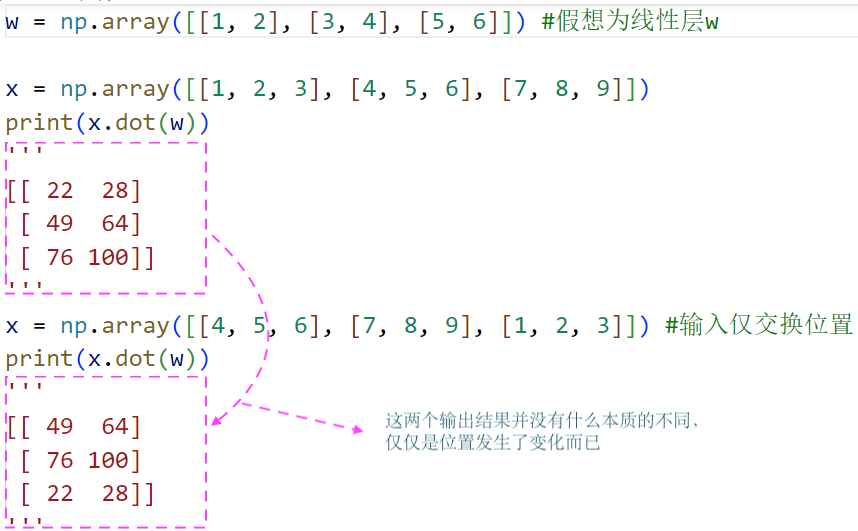 w = np.array([[1, 2], [3, 4], [5, 6]]) #假想为线性层w
x = np.array([[1, 2, 3], [4, 5, 6], [7, 8, 9]])
print(x.dot(w))
'''
[[ 22  28]
 [ 49  64]
 [ 76 100]]
'''
x = np.array([[4, 5, 6], [7, 8, 9], [1, 2, 3]]) #输入仅交换位置
print(x.dot(w))
'''
[[ 49  64]
 [ 76 100]
 [ 22  28]]
'''
这两个输出结果并没有什么本质的不同，
仅仅是位置发生了变化而已